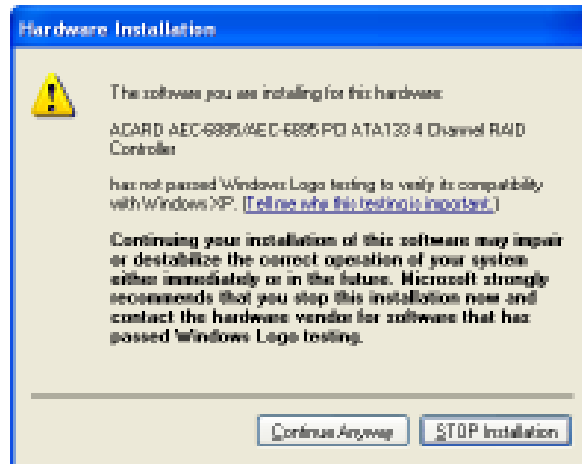 Hardware Installation
The software you are installing for this hardware:
ACARD AEC-6885/AEC-6895 PCI ATA133 4 Channel RAID
Controller
has not passed Windows Logo testing to verify its compatibility
with Windows XP. (Tell me why this testing is important.)
Continuing your installation of this software may impair
or destabilize the correct operation of your system
either immediately or in the future. Microsoft strongly
recommends that you stop this installation now and
contact the hardware vendor for software that has
passed Windows Logo testing.
Continue Anyway
STOP Installation